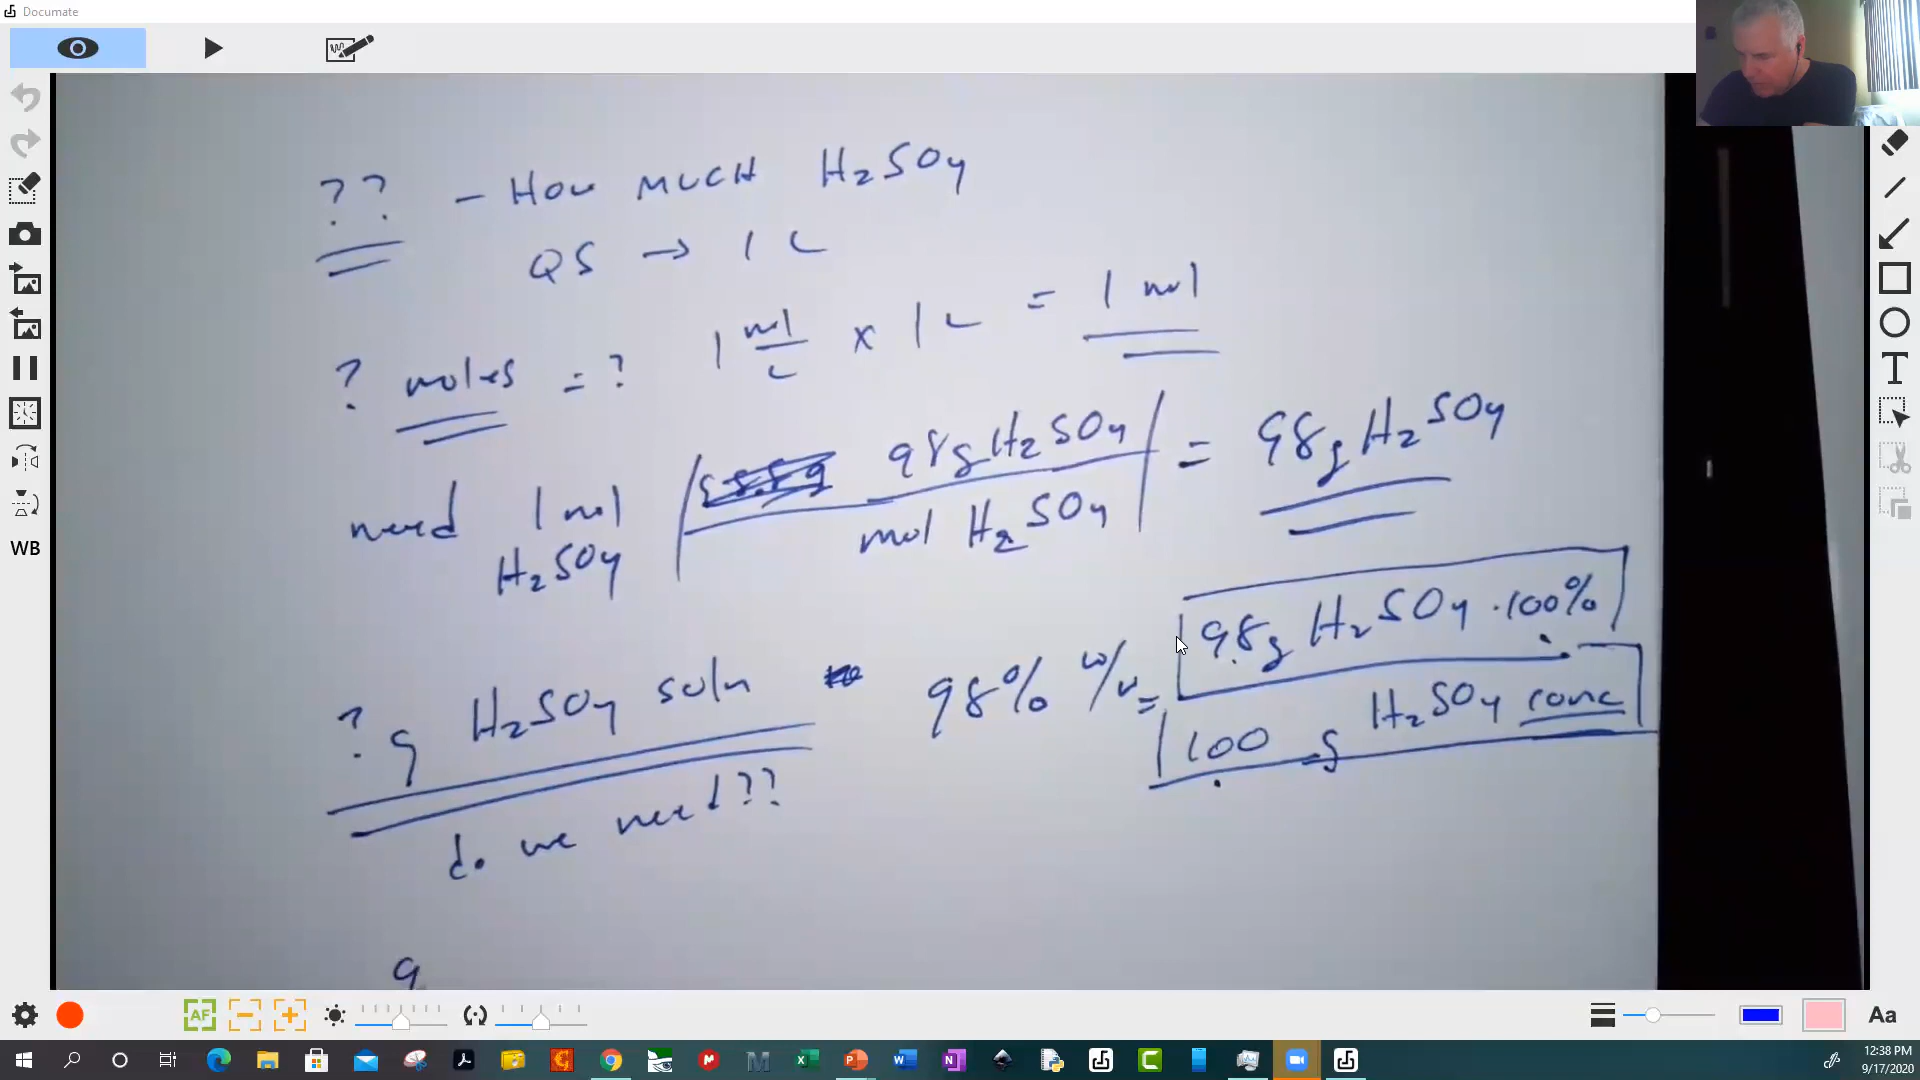 Documate
?? - How MUCH H2SO4
QS → 1 L
? moles = ? 1 mol/L x 1 L = 1 mol
need 1 mol H2SO4 | 98g H2SO4 / mol H2SO4 | = 98g H2SO4
? g H2SO4 soln 98% w/w = 98g H2SO4 · 100% / 100 g H2SO4 conc
do we need??
9
WB
T
AF
Aa
12:38 PM
9/17/2020